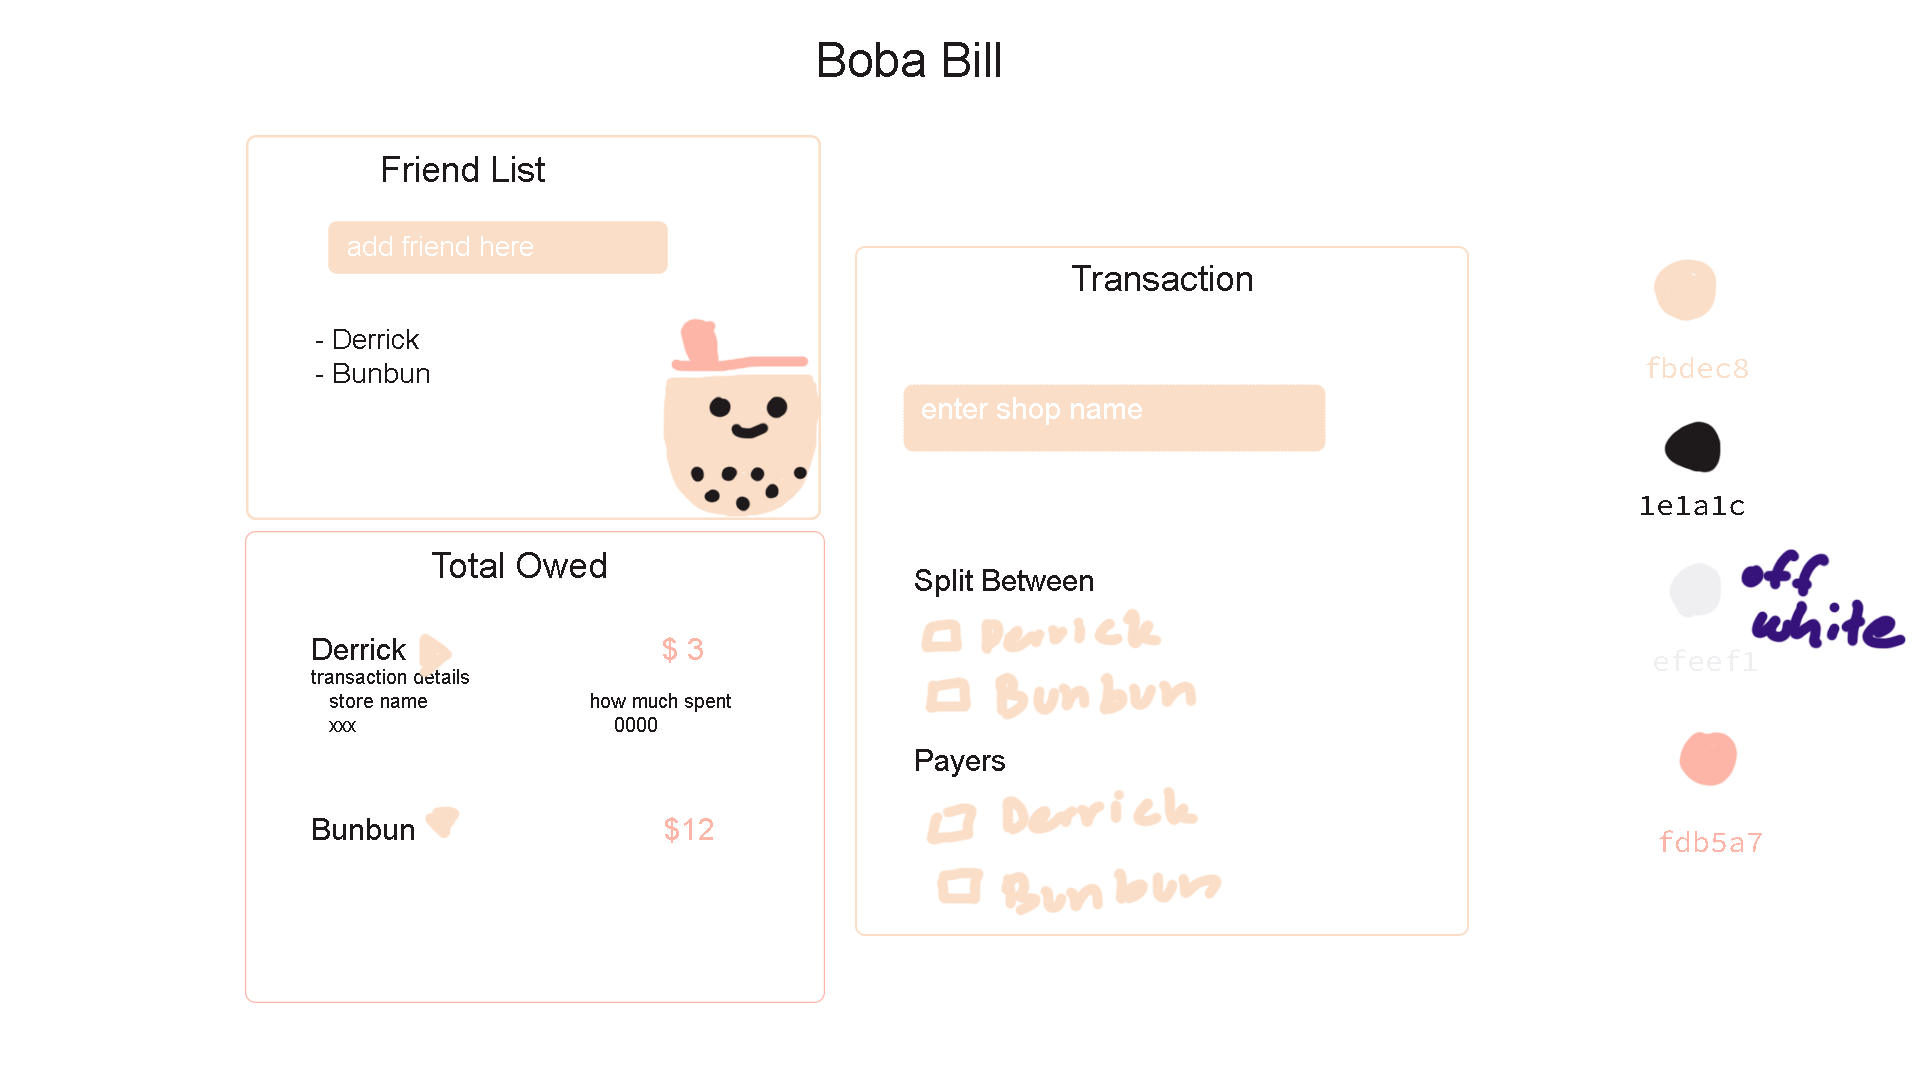 Boba Bill
Friend List
add friend here
- Derrick
- Bunbun
Total Owed
Derrick $ 3
transaction details
store name how much spent
xxx 0000
Bunbun $12
Transaction
enter shop name
Split Between
Derrick
Bunbun
Payers
Derrick
Bunbun
fbdec8
1e1a1c
off
white
efeef1
fdb5a7